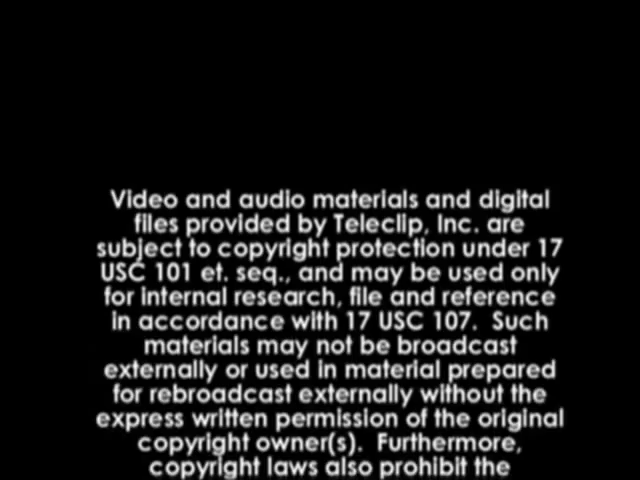 Video and audio materials and digital
files provided by Teleclip, Inc. are
subject to copyright protection under 17
USC 101 et. seq., and may be used only
for internal research, file and reference
in accordance with 17 USC 107.  Such
materials may not be broadcast
externally or used in material prepared
for rebroadcast externally without the
express written permission of the original
copyright owner(s).  Furthermore,
copyright laws also prohibit the